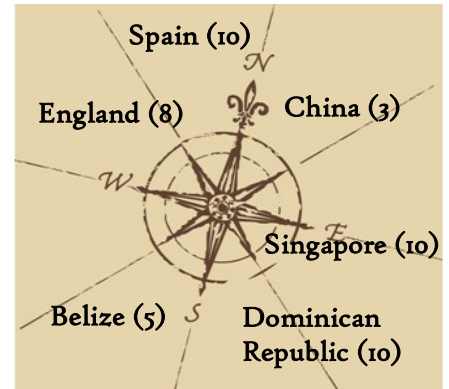 Spain (10)
N
England (8)
China (3)
W
E
Singapore (10)
Belize (5)
S
Dominican
Republic (10)